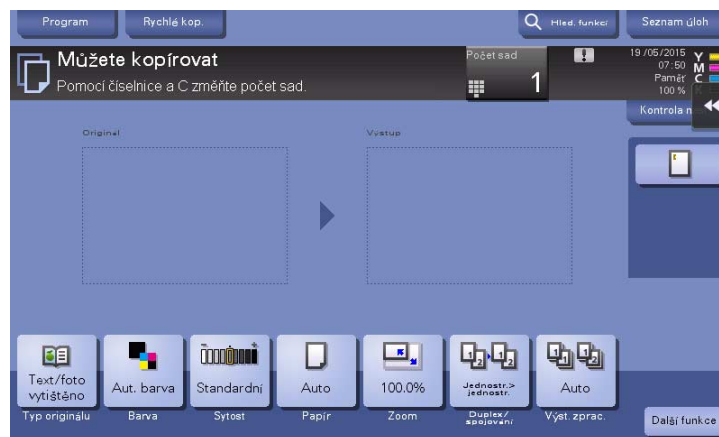 Program
Rychlé kop.
Hled. funkcí
Seznam úloh
Můžete kopírovat
Pomocí číselnice a C změňte počet sad.
Počet sad
1
19/05/2015
07:50
Paměť
100 %
Y
M
C
K
Kontrola n
Originál
Výstup
Text/foto
vytištěno
Aut. barva
Standardní
Auto
100.0%
Jednostr.>
jednostr.
Auto
Typ originálu
Barva
Sytost
Papír
Zoom
Duplex/
spojování
Výst. zprac.
Další funkce